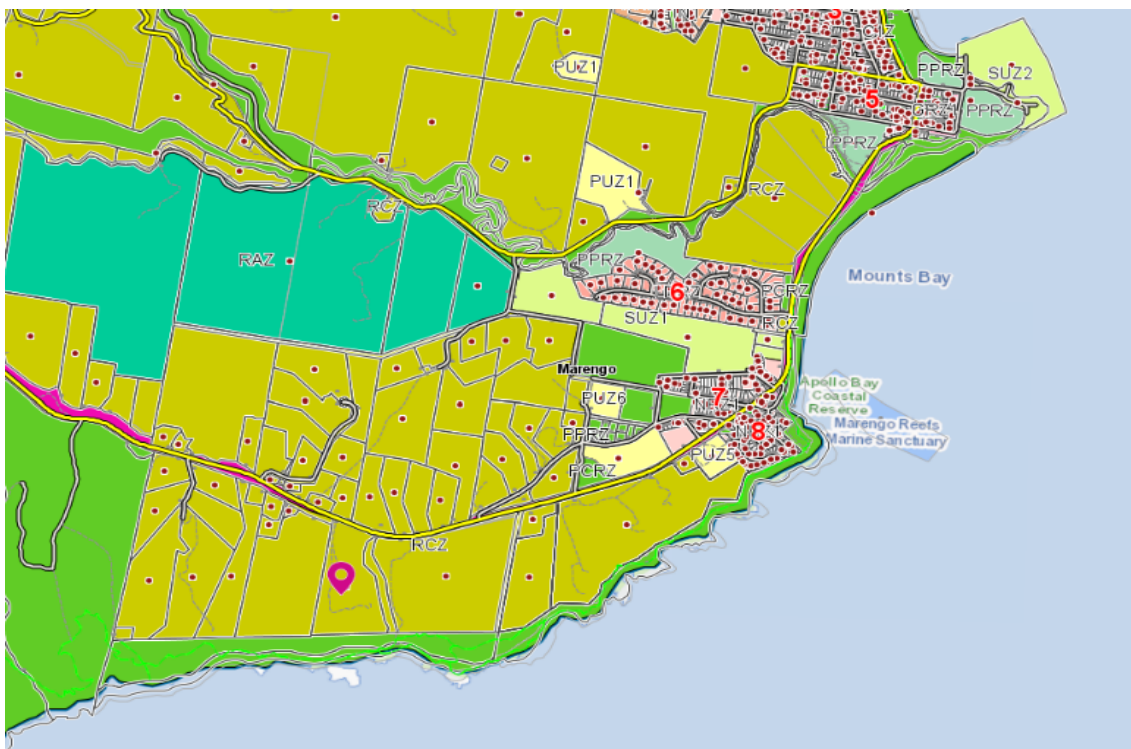 PUZ1
PPRZ
SUZ2
5
PPRZ
PPRZ
PUZ1
RCZ
RCZ
RAZ
PPRZ
6
PCRZ
Mounts Bay
SUZ1
RCZ
Marengo
Apollo Bay
Coastal
Reserve
7
PUZ6
Marengo Reefs
Marine Sanctuary
8
PPRZ
PUZ5
PCRZ
RCZ